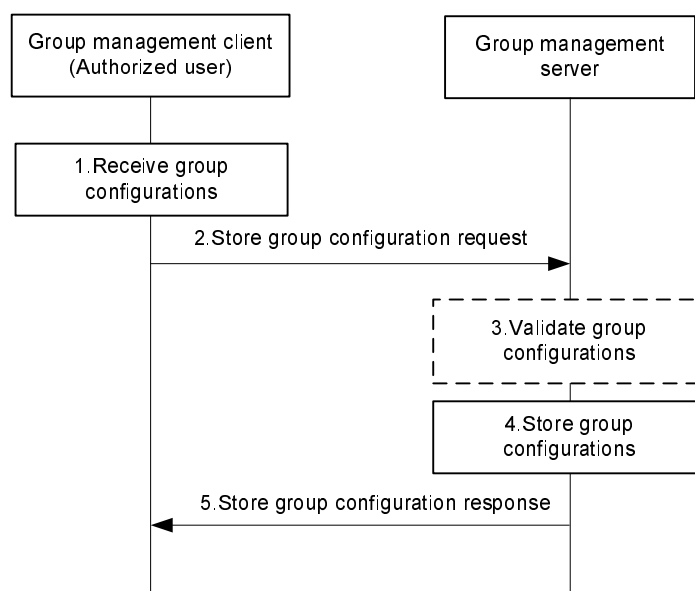 Group management client
(Authorized user)
Group management
server
1.Receive group
configurations
2.Store group configuration request
3.Validate group
configurations
4.Store group
configurations
5.Store group configuration response